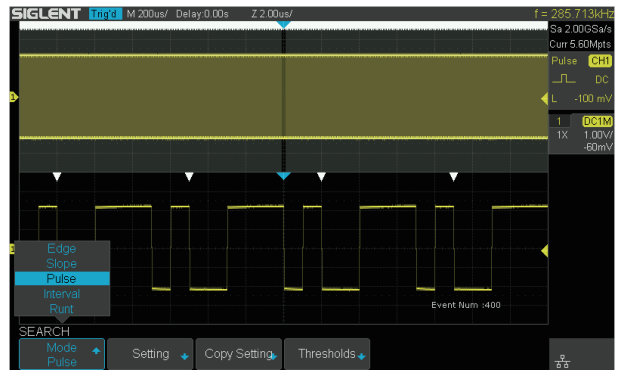 SIGLENT Trig'd M 200us/ Delay:0.00s Z 2.00us/ f = 285.713kHz
Sa 2.00GSa/s
Curr 5.60Mpts
Pulse CH1
DC
L -100 mV
1 DC1M
1X 1.00V/
-60mV
1
1
Edge
Slope
Pulse
Interval
Runt
Event Num :400
SEARCH
Mode
Pulse
Setting
Copy Setting
Thresholds